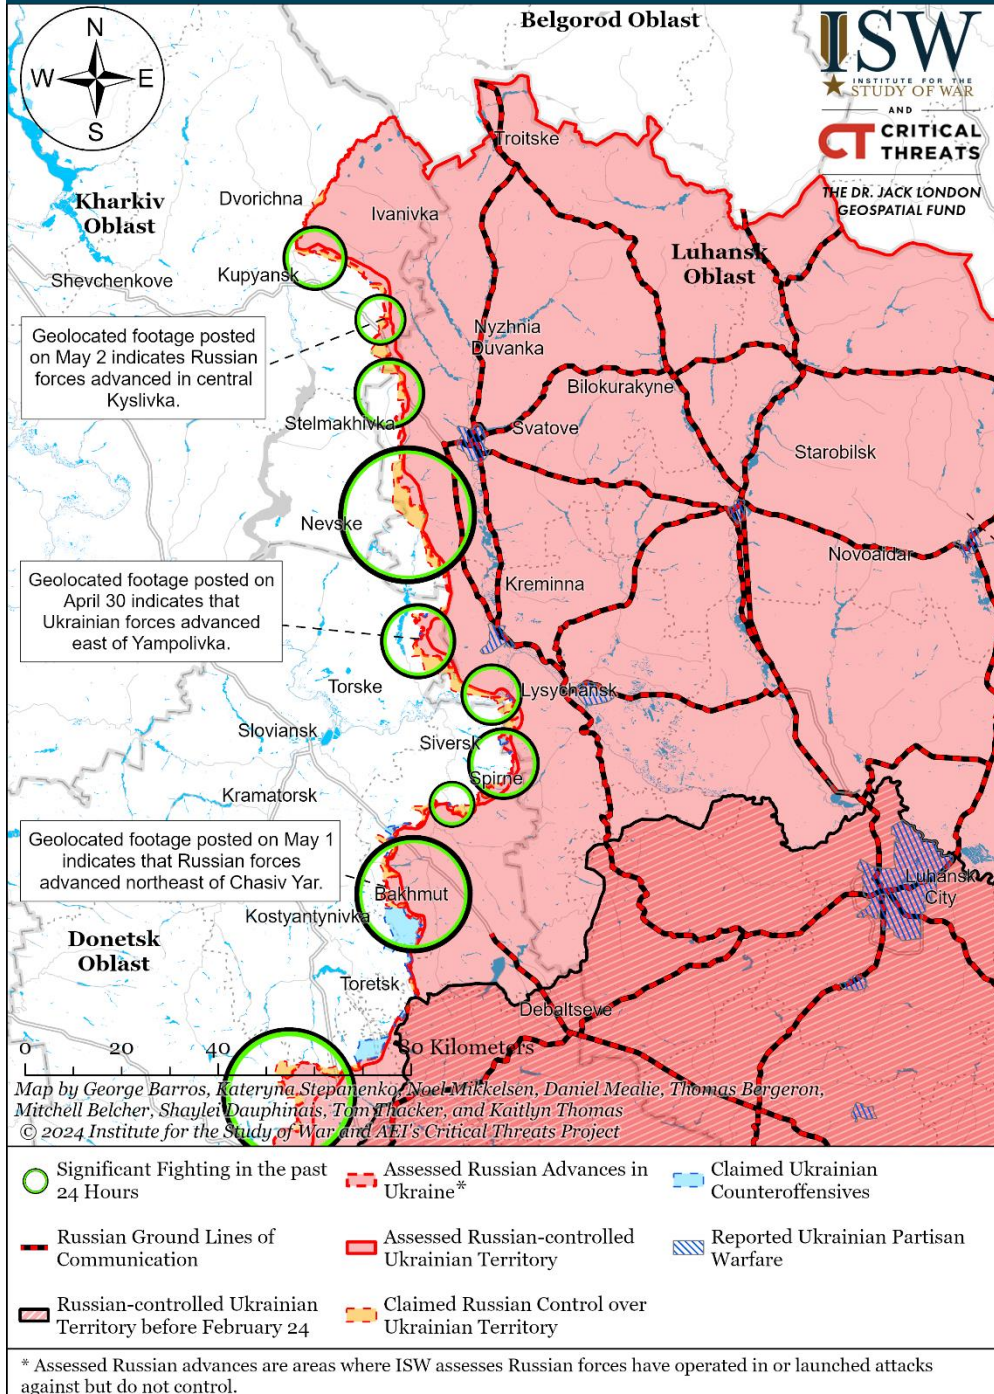 Belgorod Oblast
ISW
INSTITUTE FOR THE
STUDY OF WAR
AND
CT CRITICAL
THREATS
THE DR. JACK LONDON
GEOSPATIAL FUND
N
W
E
S
Troitske
Kharkiv
Oblast
Dvorichna
Ivanivka
Luhansk
Oblast
Shevchenkove
Kupyansk
Geolocated footage posted
on May 2 indicates Russian
forces advanced in central
Kyslivka.
Nyzhnia
Duvanka
Bilokurakyne
Stelmakhivka
Svatove
Starobilsk
Nevske
Novoaidar
Geolocated footage posted on
April 30 indicates that
Ukrainian forces advanced
east of Yampolivka.
Kreminna
Torske
Lysychansk
Sloviansk
Siversk
Spirne
Kramatorsk
Geolocated footage posted on May 1
indicates that Russian forces
advanced northeast of Chasiv Yar.
Bakhmut
Luhansk
City
Kostyantynivka
Donetsk
Oblast
Toretsk
Debaltseve
0 20 40 80 Kilometers
Map by George Barros, Kateryna Stepanenko, Noel Mikkelsen, Daniel Mealie, Thomas Bergeron,
Mitchell Belcher, Shaylei Dauphinais, Tom Thacker, and Kaitlyn Thomas
© 2024 Institute for the Study of War and AEI's Critical Threats Project
Significant Fighting in the past
24 Hours
Assessed Russian Advances in
Ukraine*
Claimed Ukrainian
Counteroffensives
Russian Ground Lines of
Communication
Assessed Russian-controlled
Ukrainian Territory
Reported Ukrainian Partisan
Warfare
Russian-controlled Ukrainian
Territory before February 24
Claimed Russian Control over
Ukrainian Territory
* Assessed Russian advances are areas where ISW assesses Russian forces have operated in or launched attacks
against but do not control.